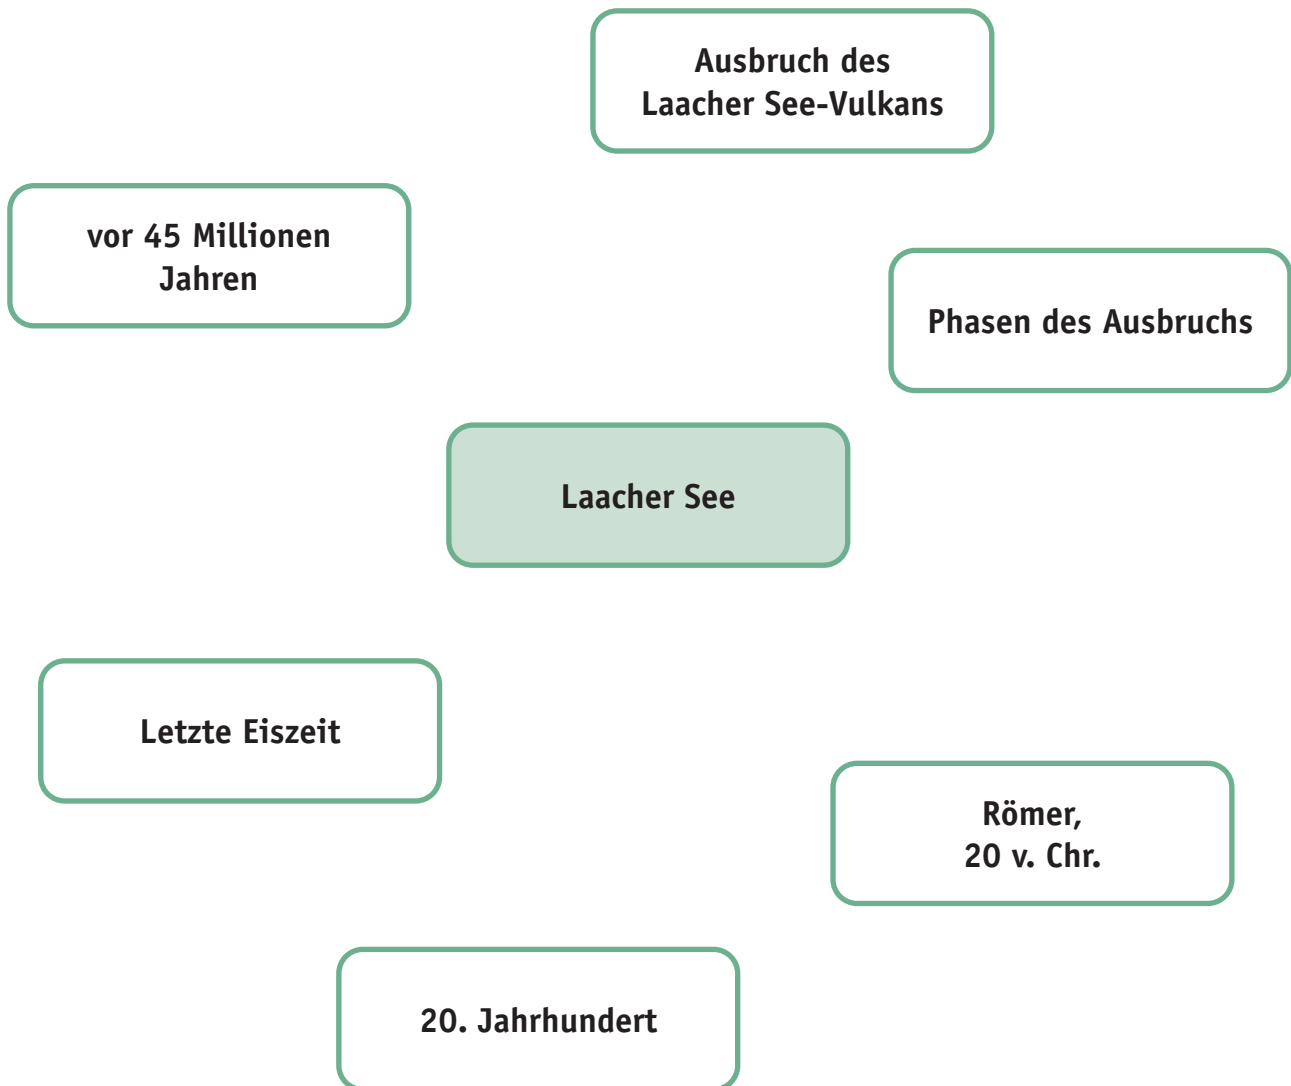 Ausbruch des
Laacher See-Vulkans
vor 45 Millionen
Jahren
Phasen des Ausbruchs
Laacher See
Letzte Eiszeit
Römer,
20 v. Chr.
20. Jahrhundert